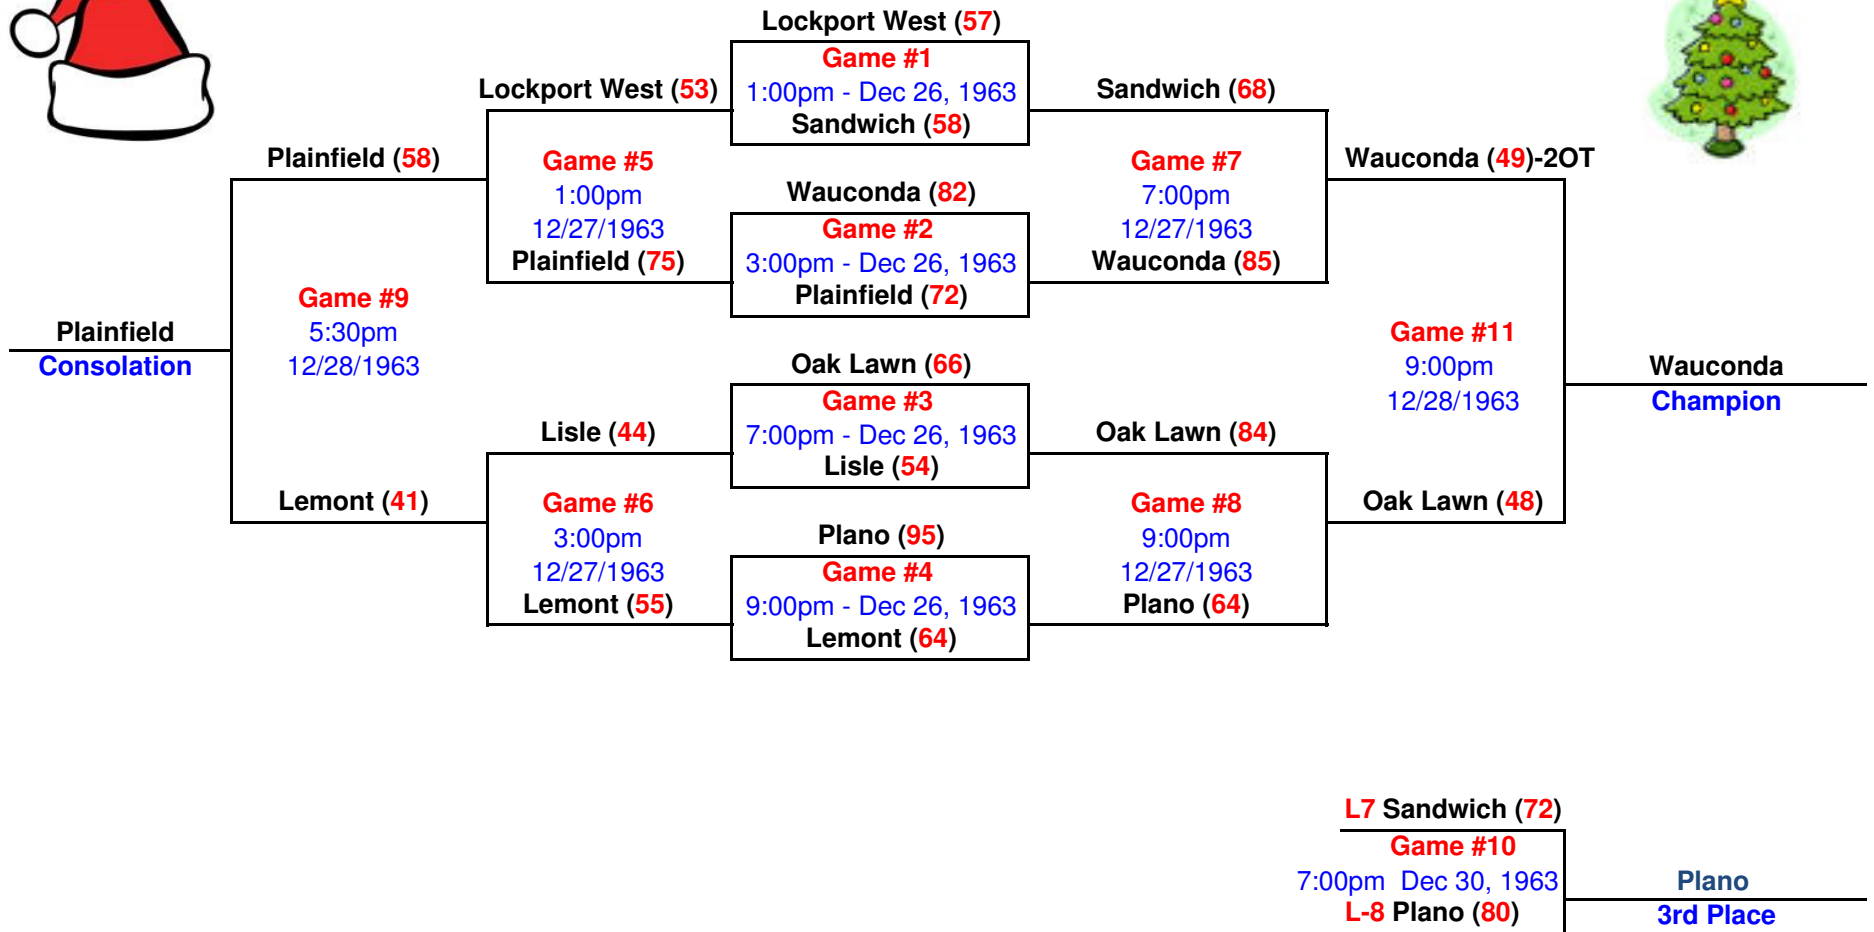 Lockport West (57)
Game #1
Lockport West (53)
1:00pm - Dec 26, 1963
Sandwich (68)
Sandwich (58)
Plainfield (58)
Game #5
Game #7
Wauconda (49)-2OT
Wauconda (82)
1:00pm
7:00pm
12/27/1963
Game #2
12/27/1963
Plainfield (75)
3:00pm - Dec 26, 1963
Wauconda (85)
Game #9
Plainfield (72)
Plainfield
5:30pm
Game #11
Consolation
12/28/1963
Oak Lawn (66)
9:00pm
Wauconda
Game #3
12/28/1963
Champion
Lisle (44)
7:00pm - Dec 26, 1963
Oak Lawn (84)
Lisle (54)
Lemont (41)
Game #6
Game #8
Oak Lawn (48)
3:00pm
Plano (95)
9:00pm
12/27/1963
Game #4
12/27/1963
Lemont (55)
9:00pm - Dec 26, 1963
Plano (64)
Lemont (64)
L7 Sandwich (72)
Game #10
7:00pm Dec 30, 1963
Plano
L-8 Plano (80)
3rd Place